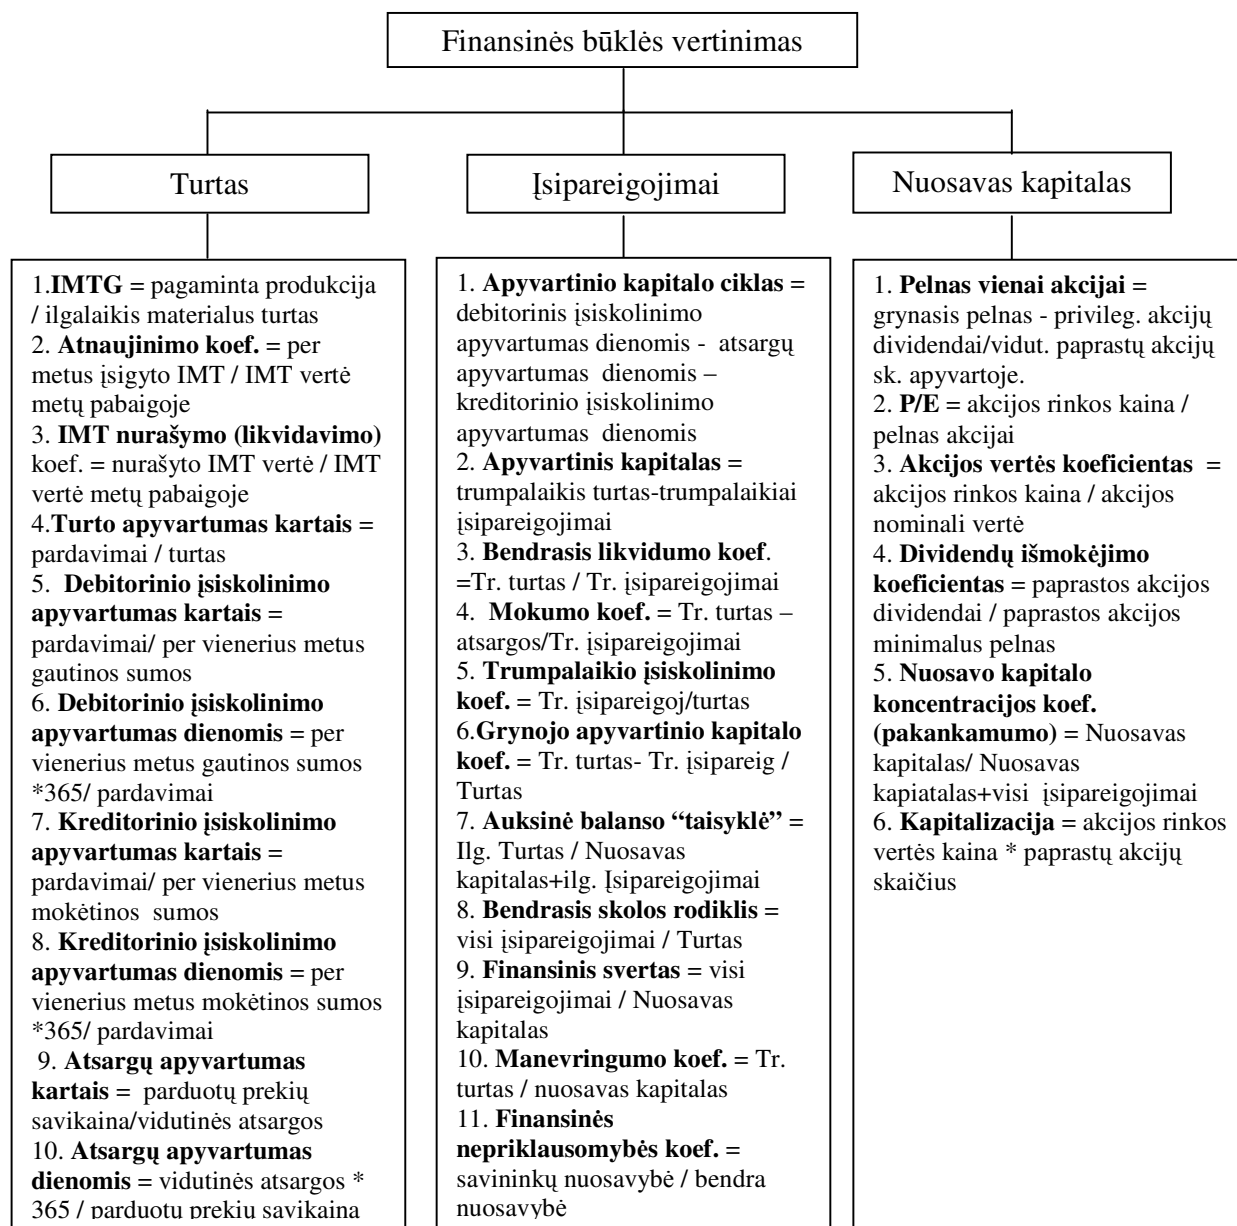 Finansinės būklės vertinimas
Turtas
Įsipareigojimai
Nuosavas kapitalas
1.IMTG = pagaminta produkcija
/ ilgalaikis materialus turtas
2. Atnaujinimo koef. = per
metus įsigyto IMT / IMT vertė
metų pabaigoje
3. IMT nurašymo (likvidavimo)
koef. = nurašyto IMT vertė / IMT
vertė metų pabaigoje
4.Turto apyvartumas kartais =
pardavimai / turtas
5. Debitorinio įsiskolinimo
apyvartumas kartais =
pardavimai/ per vienerius metus
gautinos sumos
6. Debitorinio įsiskolinimo
apyvartumas dienomis = per
vienerius metus gautinos sumos
*365/ pardavimai
7. Kreditorinio įsiskolinimo
apyvartumas kartais =
pardavimai/ per vienerius metus
mokėtinos sumos
8. Kreditorinio įsiskolinimo
apyvartumas dienomis = per
vienerius metus mokėtinos sumos
*365/ pardavimai
9. Atsargų apyvartumas
kartais = parduotų prekių
savikaina/vidutinės atsargos
10. Atsargų apyvartumas
dienomis = vidutinės atsargos *
365 / parduotų prekių savikaina
1. Apyvartinio kapitalo ciklas =
debitorinis įsiskolinimo
apyvartumas dienomis - atsargų
apyvartumas dienomis –
kreditorinio įsiskolinimo
apyvartumas dienomis
2. Apyvartinis kapitalas =
trumpalaikis turtas-trumpalaikiai
įsipareigojimai
3. Bendrasis likvidumo koef.
=Tr. turtas / Tr. įsipareigojimai
4. Mokumo koef. = Tr. turtas –
atsargos/Tr. įsipareigojimai
5. Trumpalaikio įsiskolinimo
koef. = Tr. įsipareigoj/turtas
6.Grynojo apyvartinio kapitalo
koef. = Tr. turtas- Tr. įsipareig /
Turtas
7. Auksinė balanso “taisyklė” =
Ilg. Turtas / Nuosavas
kapitalas+ilg. Įsipareigojimai
8. Bendrasis skolos rodiklis =
visi įsipareigojimai / Turtas
9. Finansinis svertas = visi
įsipareigojimai / Nuosavas
kapitalas
10. Manevringumo koef. = Tr.
turtas / nuosavas kapitalas
11. Finansinės
nepriklausomybės koef. =
savininkų nuosavybė / bendra
nuosavybė
1. Pelnas vienai akcijai =
grynasis pelnas - privileg. akcijų
dividendai/vidut. paprastų akcijų
sk. apyvartoje.
2. P/E = akcijos rinkos kaina /
pelnas akcijai
3. Akcijos vertės koeficientas =
akcijos rinkos kaina / akcijos
nominali vertė
4. Dividendų išmokėjimo
koeficientas = paprastos akcijos
dividendai / paprastos akcijos
minimalus pelnas
5. Nuosavo kapitalo
koncentracijos koef.
(pakankamumo) = Nuosavas
kapitalas/ Nuosavas
kapiatalas+visi įsipareigojimai
6. Kapitalizacija = akcijos rinkos
vertės kaina * paprastų akcijų
skaičius